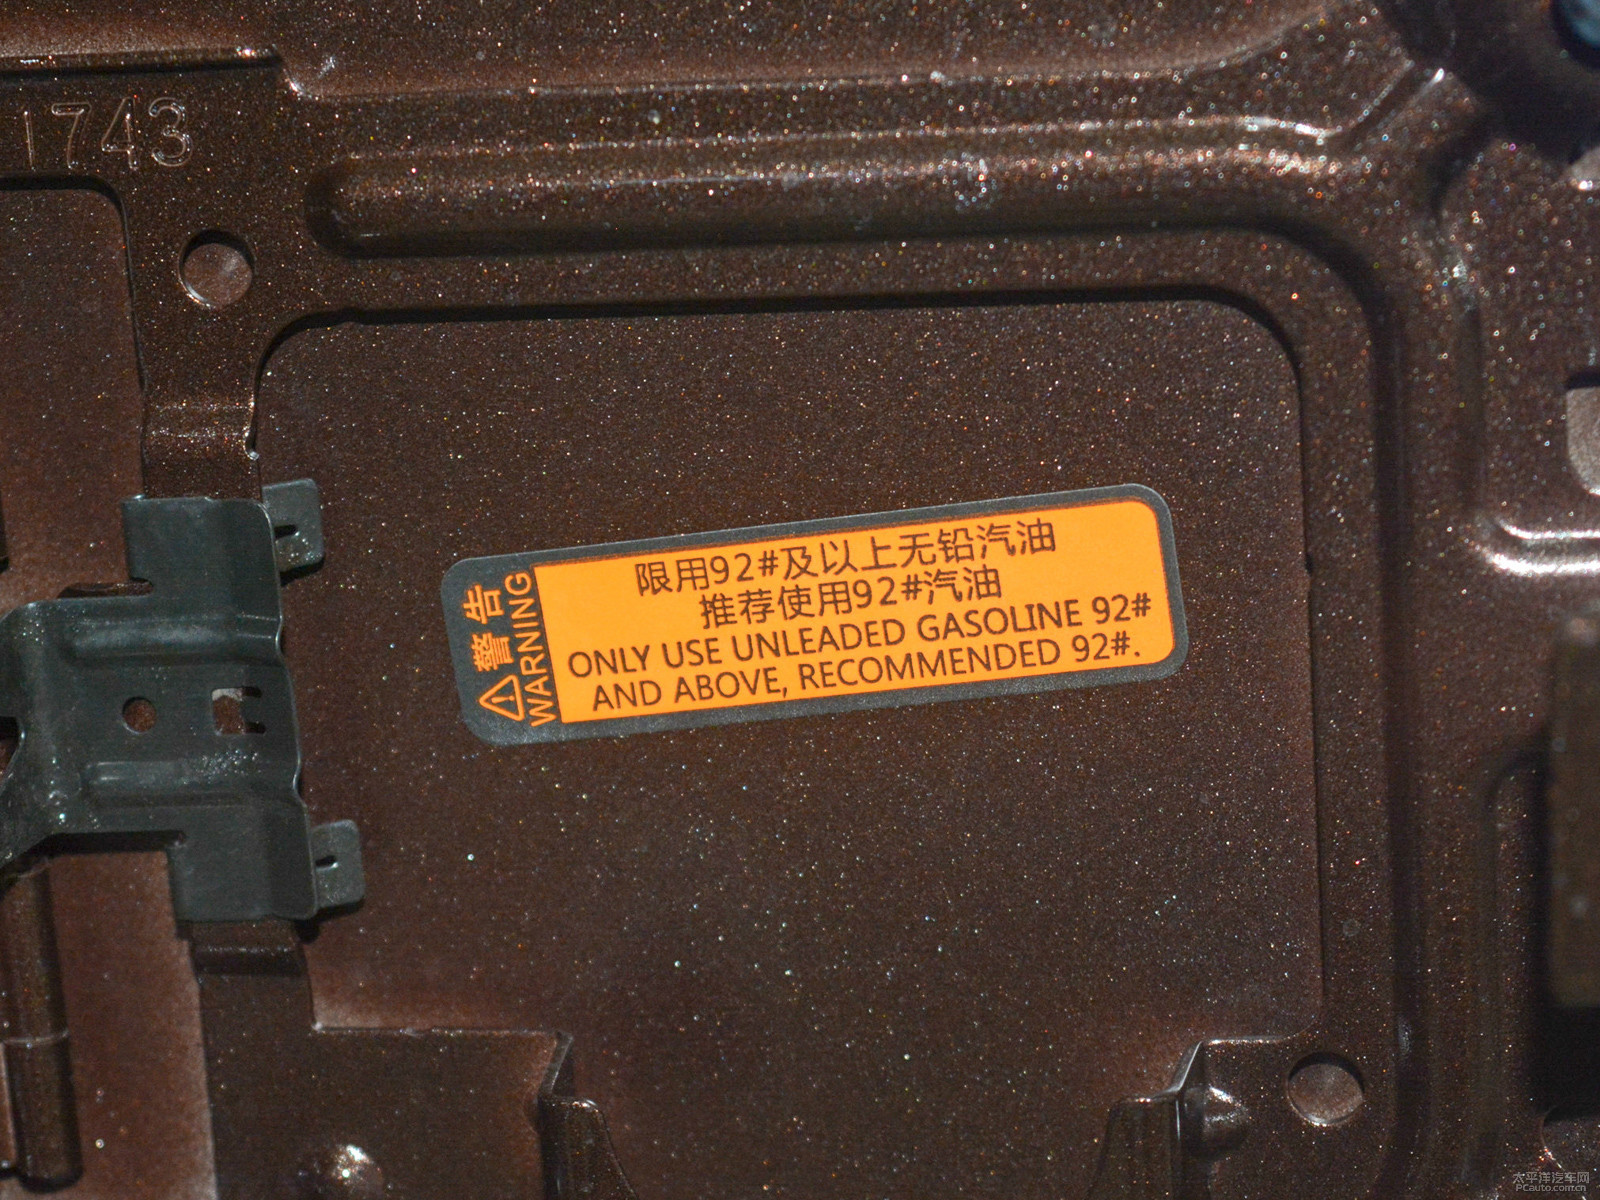 1743
警告
WARNING
限用92#及以上无铅汽油
推荐使用92#汽油
ONLY USE UNLEADED GASOLINE 92#
AND ABOVE, RECOMMENDED 92#.
太平洋汽车网
PCauto.com.cn